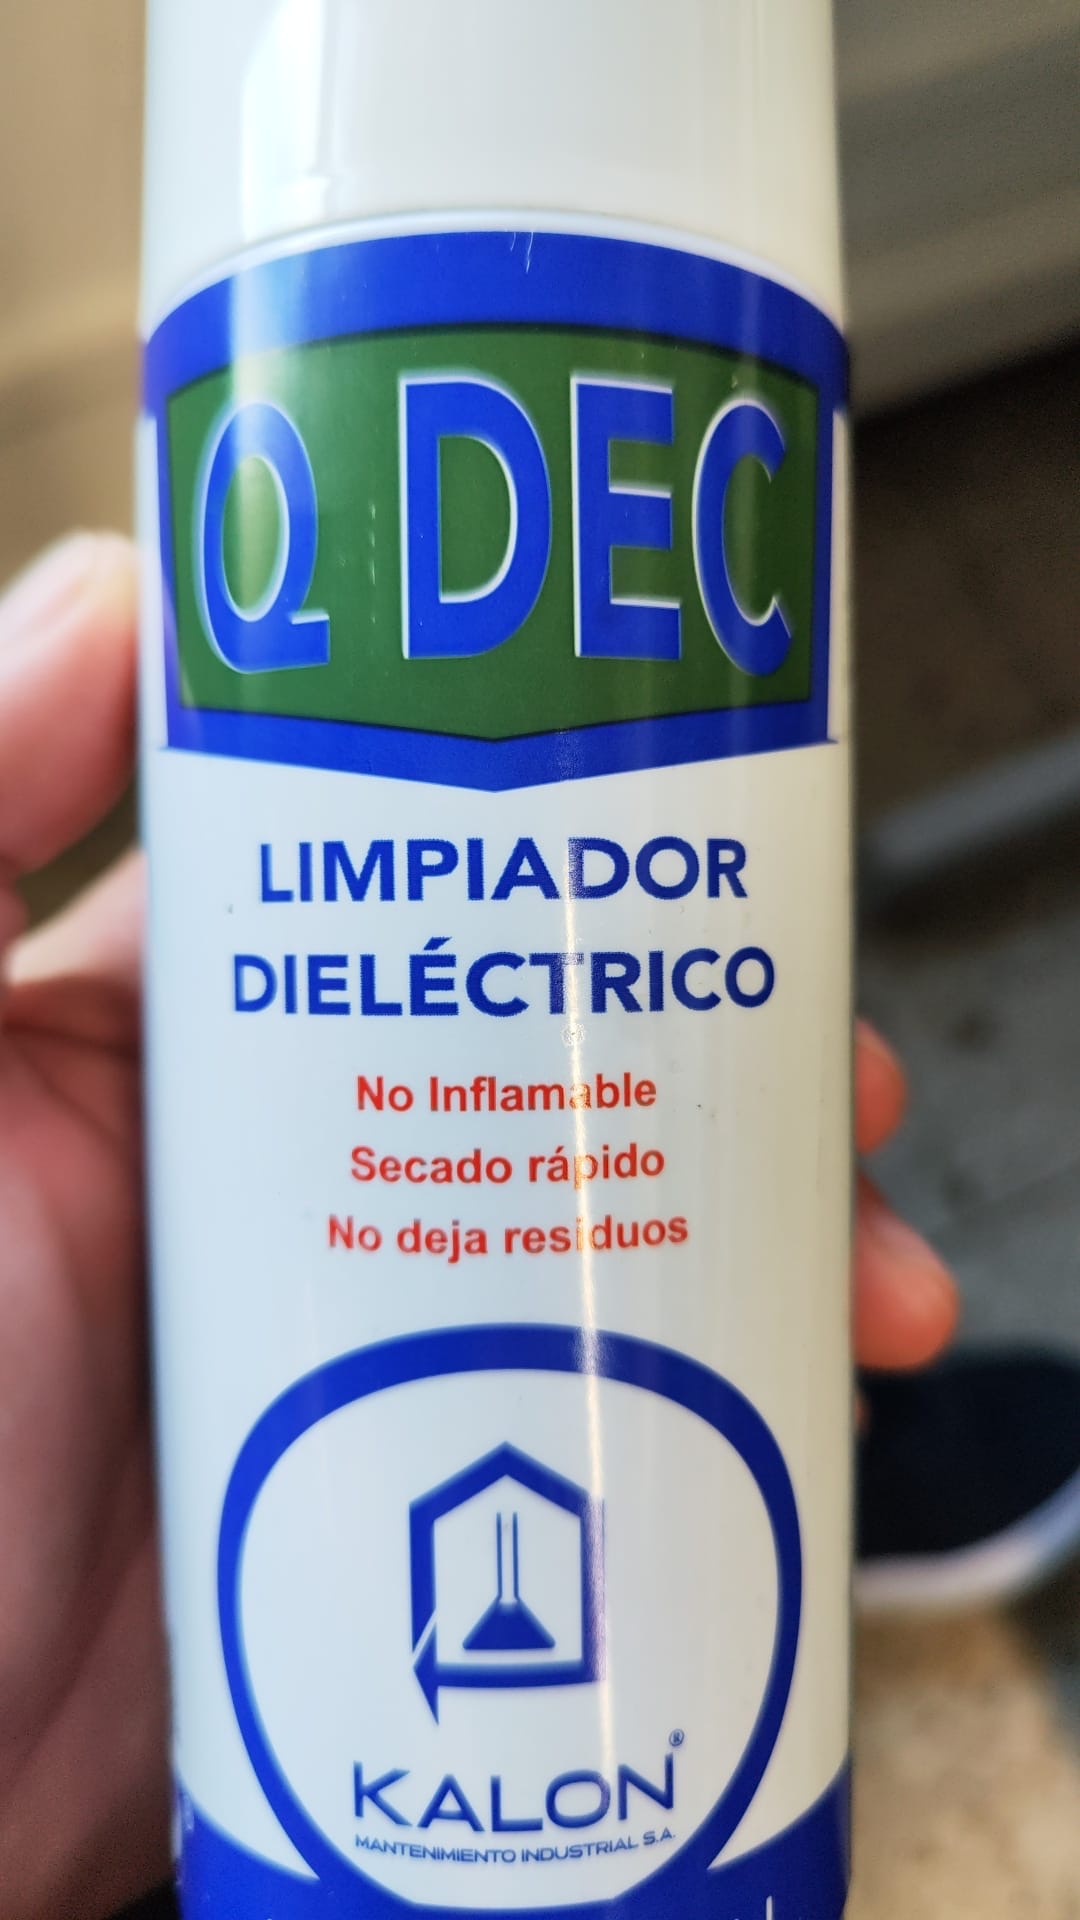 Q DEC
LIMPIADOR
DIELÉCTRICO
No Inflamable
Secado rápido
No deja residuos
KALON®
MANTENIMIENTO INDUSTRIAL S.A.